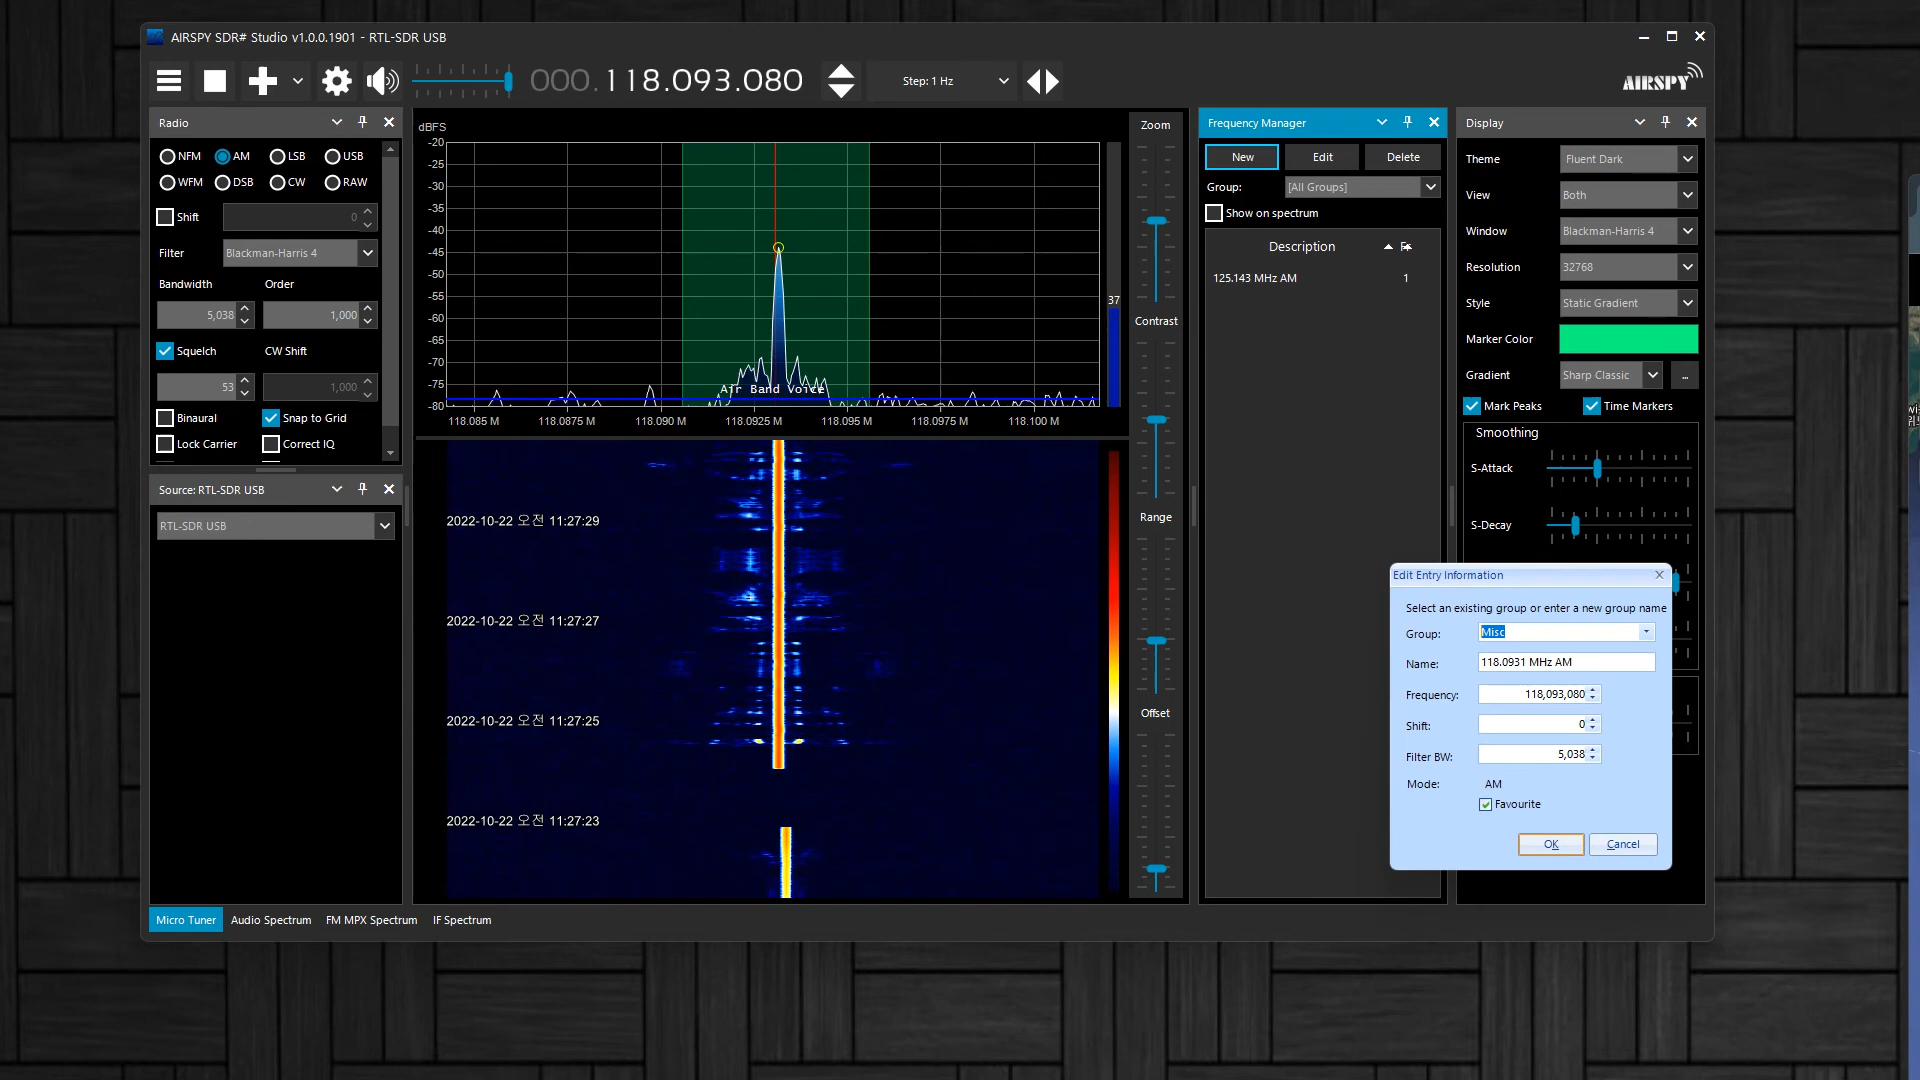 AIRSPY SDR# Studio v1.0.0.1901 - RTL-SDR USB
000.118.093.080
Step: 1 Hz
AIRSPY
Radio
NFM AM LSB USB
WFM DSB CW RAW
Shift 0
Filter Blackman-Harris 4
Bandwidth Order
5,038 1,000
Squelch CW Shift
53 1,000
Binaural Snap to Grid
Lock Carrier Correct IQ
Source: RTL-SDR USB
RTL-SDR USB
dBFS
-20
-25
-30
-35
-40
-45
-50
-55
-60
-65
-70
-75
-80
Air Band Voice
118.085 M 118.0875 M 118.090 M 118.0925 M 118.095 M 118.0975 M 118.100 M
37
2022-10-22 오전 11:27:29
2022-10-22 오전 11:27:27
2022-10-22 오전 11:27:25
2022-10-22 오전 11:27:23
Zoom
Contrast
Range
Offset
Frequency Manager
New Edit Delete
Group: [All Groups]
Show on spectrum
Description
125.143 MHz AM 1
Display
Theme Fluent Dark
View Both
Window Blackman-Harris 4
Resolution 32768
Style Static Gradient
Marker Color
Gradient Sharp Classic ...
Mark Peaks Time Markers
Smoothing
S-Attack
S-Decay
Edit Entry Information
Select an existing group or enter a new group name
Group: Misc
Name: 118.0931 MHz AM
Frequency: 118,093,080
Shift: 0
Filter BW: 5,038
Mode: AM
Favourite
OK Cancel
Micro Tuner Audio Spectrum FM MPX Spectrum IF Spectrum